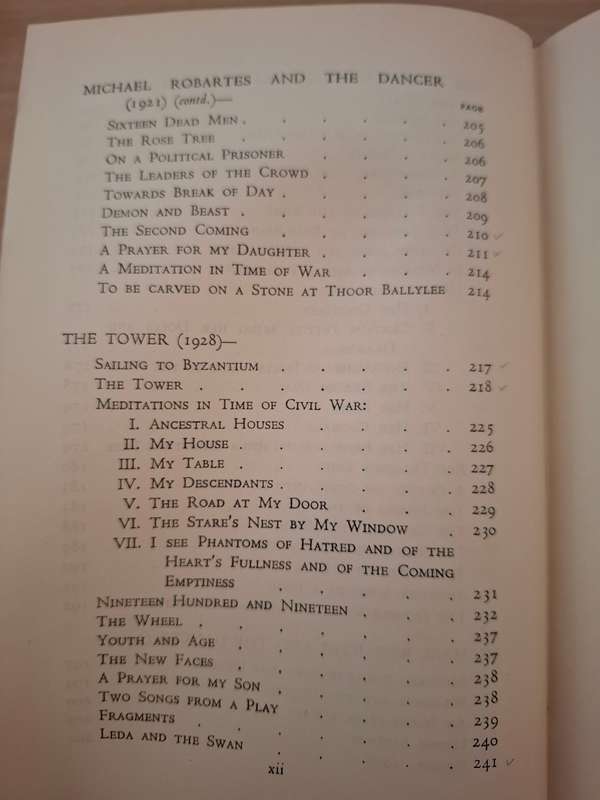 MICHAEL ROBARTES AND THE DANCER
(1921) (contd.)—
PAGE
SIXTEEN DEAD MEN . . . . . 205
THE ROSE TREE . . . . . 206
ON A POLITICAL PRISONER . . . 206
THE LEADERS OF THE CROWD . . . 207
TOWARDS BREAK OF DAY . . . . 208
DEMON AND BEAST . . . . . 209
THE SECOND COMING . . . . 210 ✓
A PRAYER FOR MY DAUGHTER . . . . 211 ✓
A MEDITATION IN TIME OF WAR . . . 214
TO BE CARVED ON A STONE AT THOOR BALLYLEE 214
THE TOWER (1928)—
SAILING TO BYZANTIUM . . . . . 217 ✓
THE TOWER . . . . . . 218 ✓
MEDITATIONS IN TIME OF CIVIL WAR:
I. ANCESTRAL HOUSES . . . . 225
II. MY HOUSE . . . . . . 226
III. MY TABLE . . . . . 227
IV. MY DESCENDANTS . . . . . 228
V. THE ROAD AT MY DOOR . . . 229
VI. THE STARE'S NEST BY MY WINDOW . 230
VII. I SEE PHANTOMS OF HATRED AND OF THE
HEART'S FULLNESS AND OF THE COMING
EMPTINESS . . . . . 231
NINETEEN HUNDRED AND NINETEEN . . . 232
THE WHEEL . . . . . . 237
YOUTH AND AGE . . . . . . 237
THE NEW FACES . . . . . . 238
A PRAYER FOR MY SON . . . . . 238
TWO SONGS FROM A PLAY . . . . 239
FRAGMENTS . . . . . . 240
LEDA AND THE SWAN . . . . . 241 ✓
xii